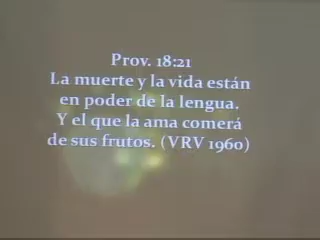 Prov. 18:21
La muerte y la vida están
en poder de la lengua.
Y el que la ama comerá
de sus frutos. (VRV 1960)